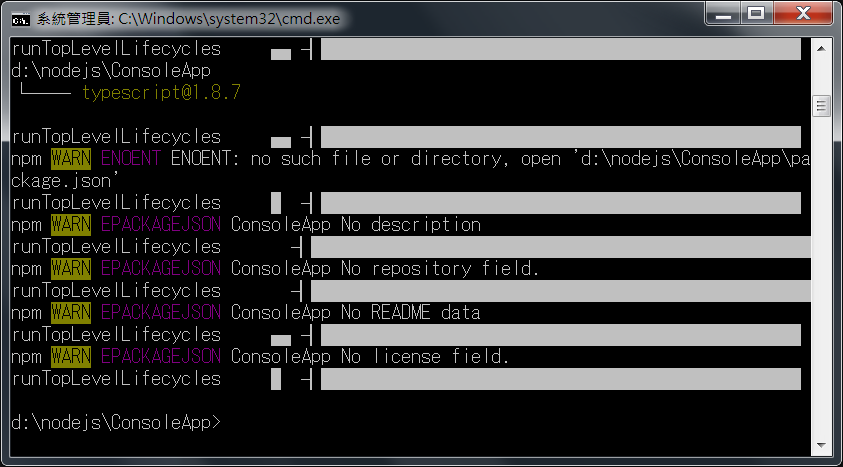 系統管理員: C:\Windows\system32\cmd.exe
runTopLevelLifecycles
d:\nodejs\ConsoleApp
└── typescript@1.8.7
runTopLevelLifecycles
npm WARN ENOENT ENOENT: no such file or directory, open 'd:\nodejs\ConsoleApp\pa
ckage.json'
runTopLevelLifecycles
npm WARN EPACKAGEJSON ConsoleApp No description
runTopLevelLifecycles
npm WARN EPACKAGEJSON ConsoleApp No repository field.
runTopLevelLifecycles
npm WARN EPACKAGEJSON ConsoleApp No README data
runTopLevelLifecycles
npm WARN EPACKAGEJSON ConsoleApp No license field.
runTopLevelLifecycles
d:\nodejs\ConsoleApp>